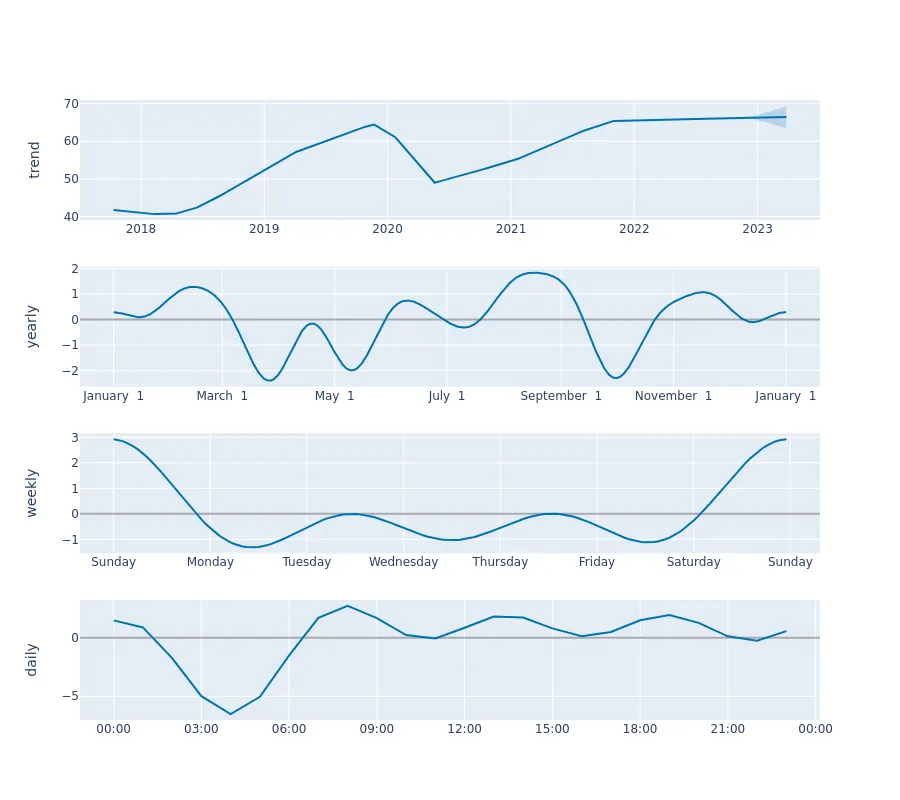 70
60
50
40
trend
2018 2019 2020 2021 2022 2023
2
1
0
−1
−2
yearly
January 1 March 1 May 1 July 1 September 1 November 1 January 1
3
2
1
0
−1
weekly
Sunday Monday Tuesday Wednesday Thursday Friday Saturday Sunday
0
−5
daily
00:00 03:00 06:00 09:00 12:00 15:00 18:00 21:00 00:00